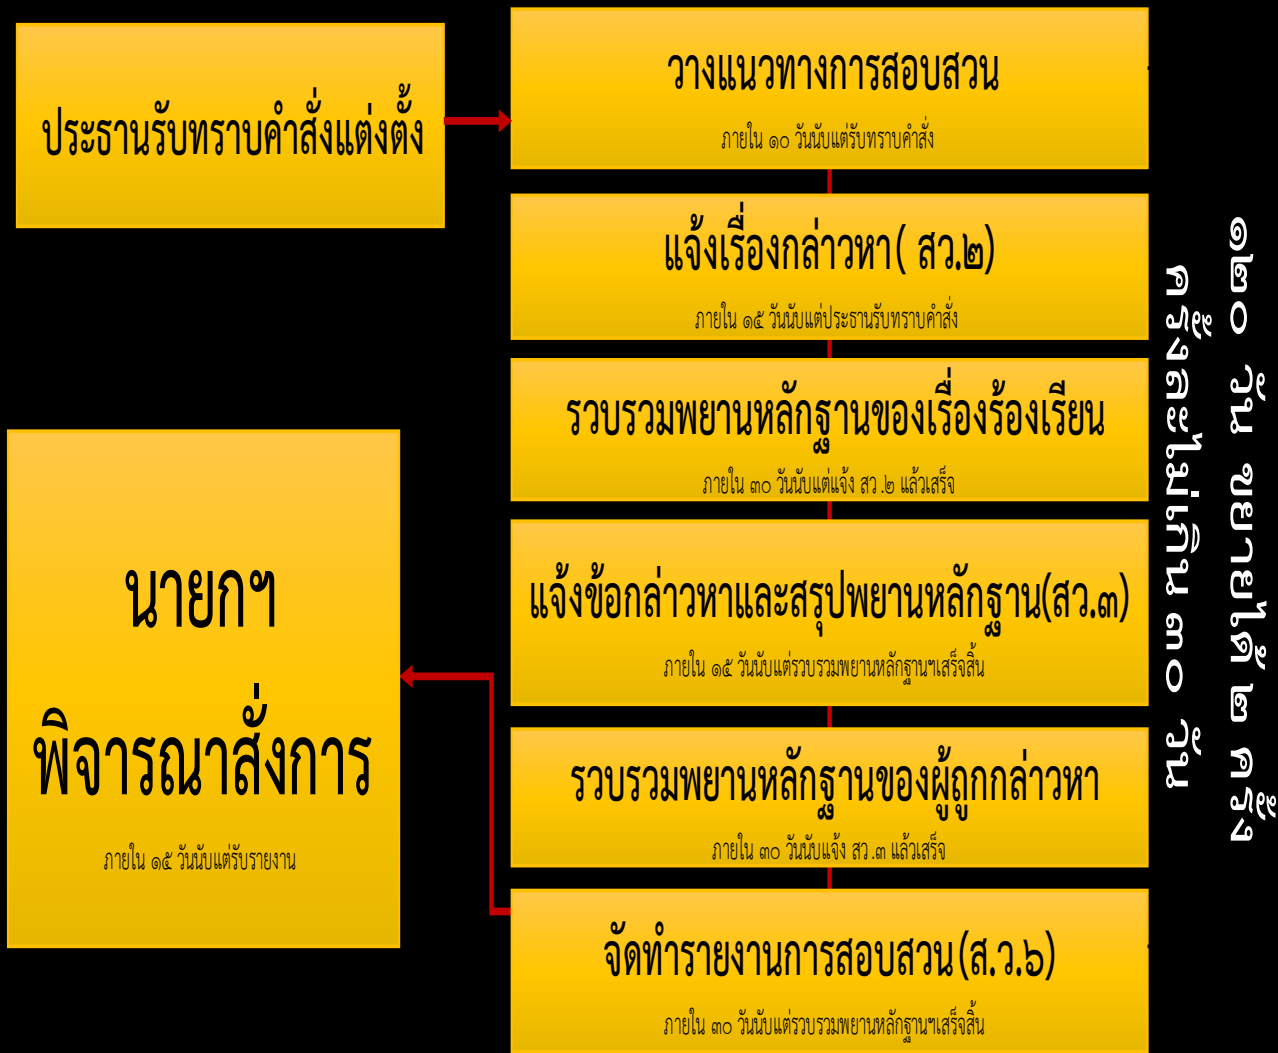 ประธานรับทราบคำสั่งแต่งตั้ง
วางแนวทางการสอบสวน
ภายใน ๑๐ วันนับแต่รับทราบคำสั่ง
แจ้งเรื่องกล่าวหา ( สว.๒)
ภายใน ๑๕ วันนับแต่ประธานรับทราบคำสั่ง
รวบรวมพยานหลักฐานของเรื่องร้องเรียน
ภายใน ๓๐ วันนับแต่แจ้ง สว .๒ แล้วเสร็จ
แจ้งข้อกล่าวหาและสรุปพยานหลักฐาน(สว.๓)
ภายใน ๑๕ วันนับแต่รวบรวมพยานหลักฐานฯเสร็จสิ้น
รวบรวมพยานหลักฐานของผู้ถูกกล่าวหา
ภายใน ๓๐ วันนับแจ้ง สว .๓ แล้วเสร็จ
จัดทำรายงานการสอบสวน (ส.ว.๖)
ภายใน ๓๐ วันนับแต่รวบรวมพยานหลักฐานฯเสร็จสิ้น
นายกฯ
พิจารณาสั่งการ
ภายใน ๑๕ วันนับแต่รับรายงาน
๑๒๐ วัน ขยายได้ ๒ ครั้ง
ครั้งละไม่เกิน ๓๐ วัน